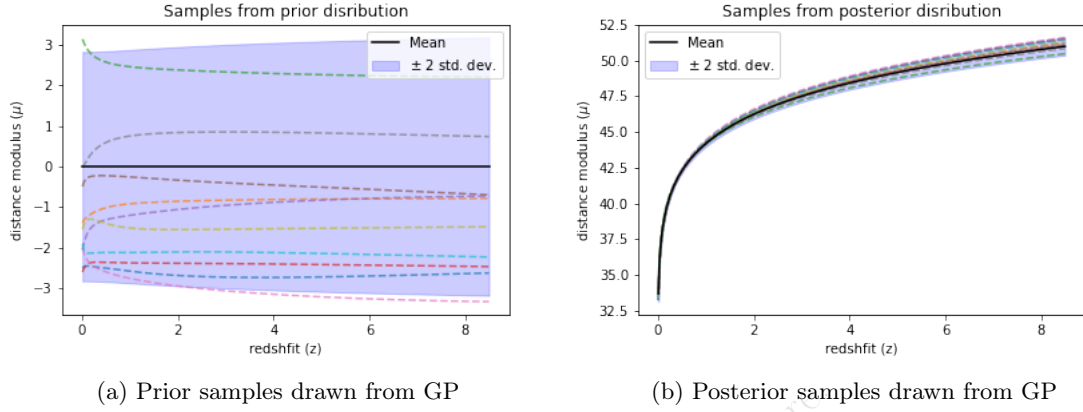 Samples from prior disribution
Mean
± 2 std. dev.
distance modulus (μ)
3
2
1
0
−1
−2
−3
0 2 4 6 8
redshfit (z)
(a) Prior samples drawn from GP
Samples from posterior disribution
Mean
± 2 std. dev.
distance modulus (μ)
52.5
50.0
47.5
45.0
42.5
40.0
37.5
35.0
32.5
0 2 4 6 8
redshfit (z)
(b) Posterior samples drawn from GP